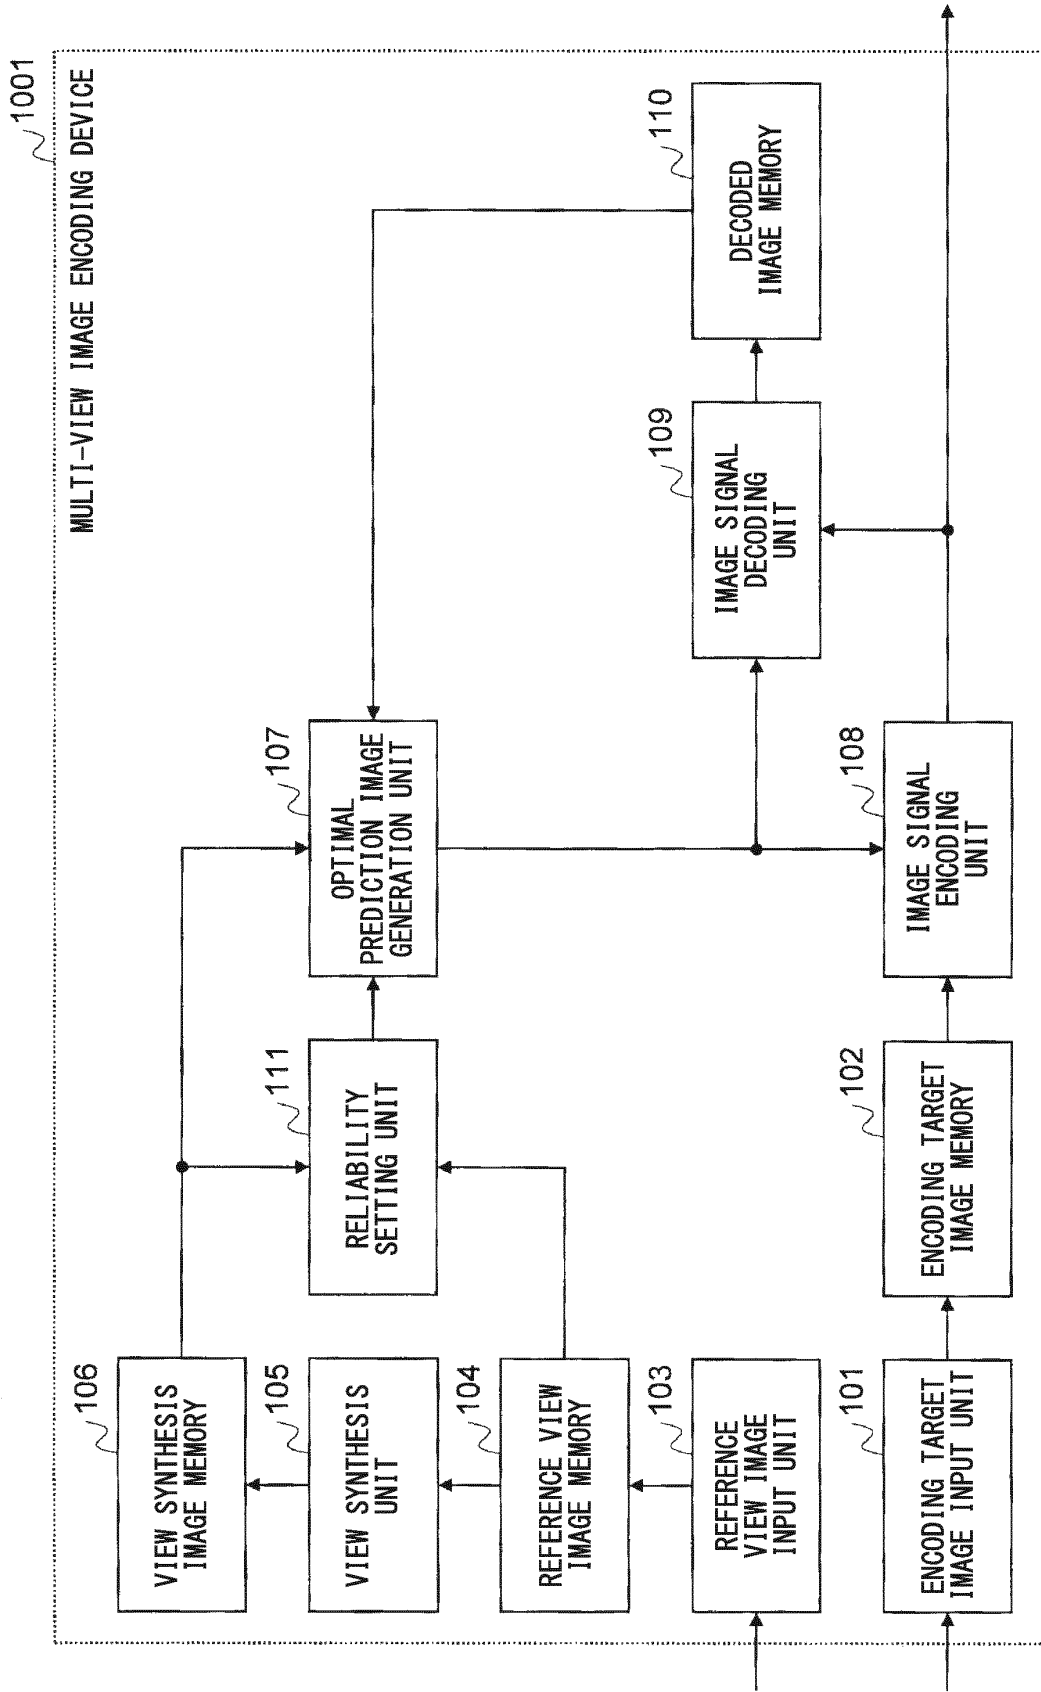 1001
MULTI-VIEW IMAGE ENCODING DEVICE
106
VIEW SYNTHESIS
IMAGE MEMORY
105
VIEW SYNTHESIS
UNIT
111
RELIABILITY
SETTING UNIT
107
OPTIMAL
PREDICTION IMAGE
GENERATION UNIT
104
REFERENCE VIEW
IMAGE MEMORY
103
REFERENCE
VIEW IMAGE
INPUT UNIT
109
IMAGE SIGNAL
DECODING
UNIT
110
DECODED
IMAGE MEMORY
101
ENCODING TARGET
IMAGE INPUT UNIT
102
ENCODING TARGET
IMAGE MEMORY
108
IMAGE SIGNAL
ENCODING
UNIT